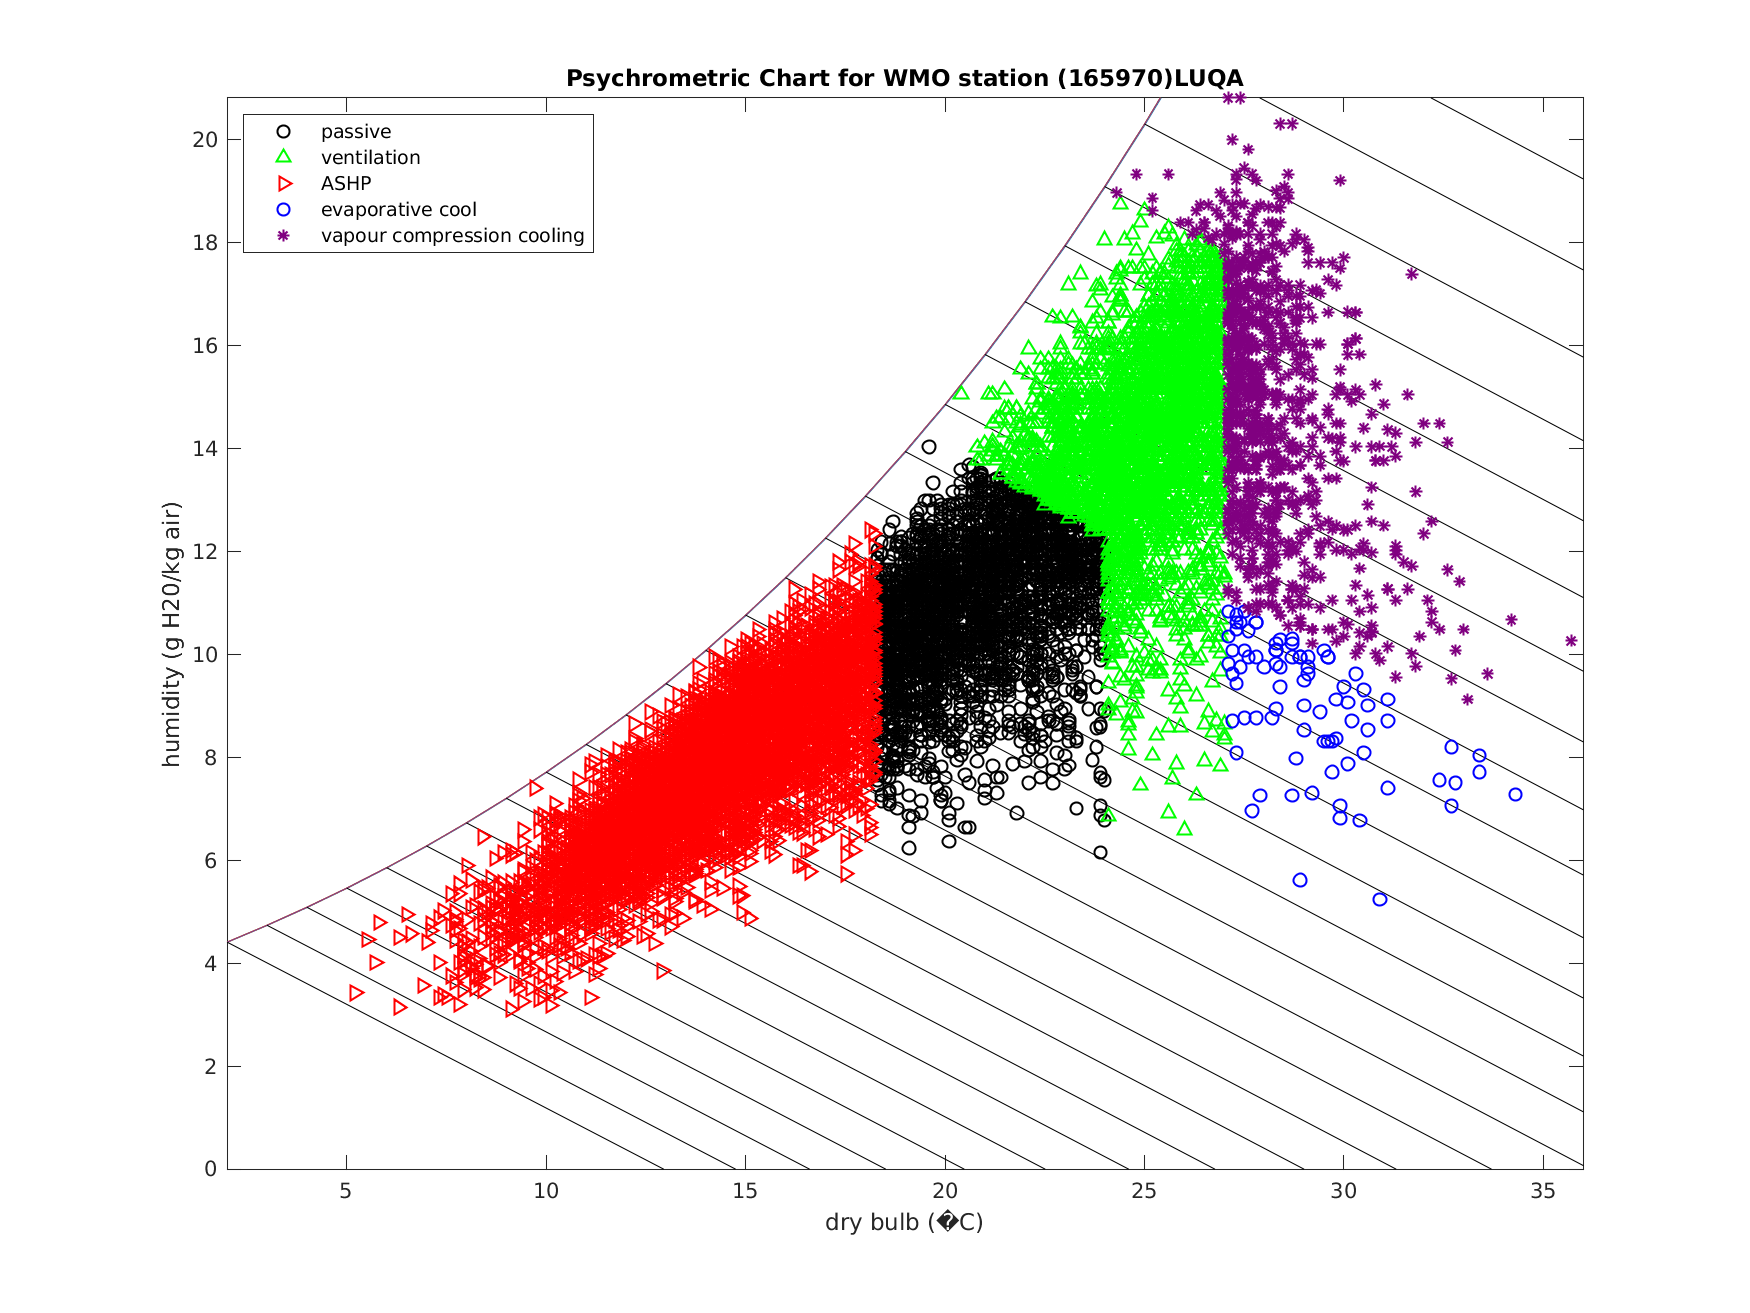 Psychrometric Chart for WMO station (165970)LUQA
passive
ventilation
ASHP
evaporative cool
vapour compression cooling
20
18
16
14
12
10
8
6
4
2
0
humidity (g H20/kg air)
5 10 15 20 25 30 35
dry bulb (�C)